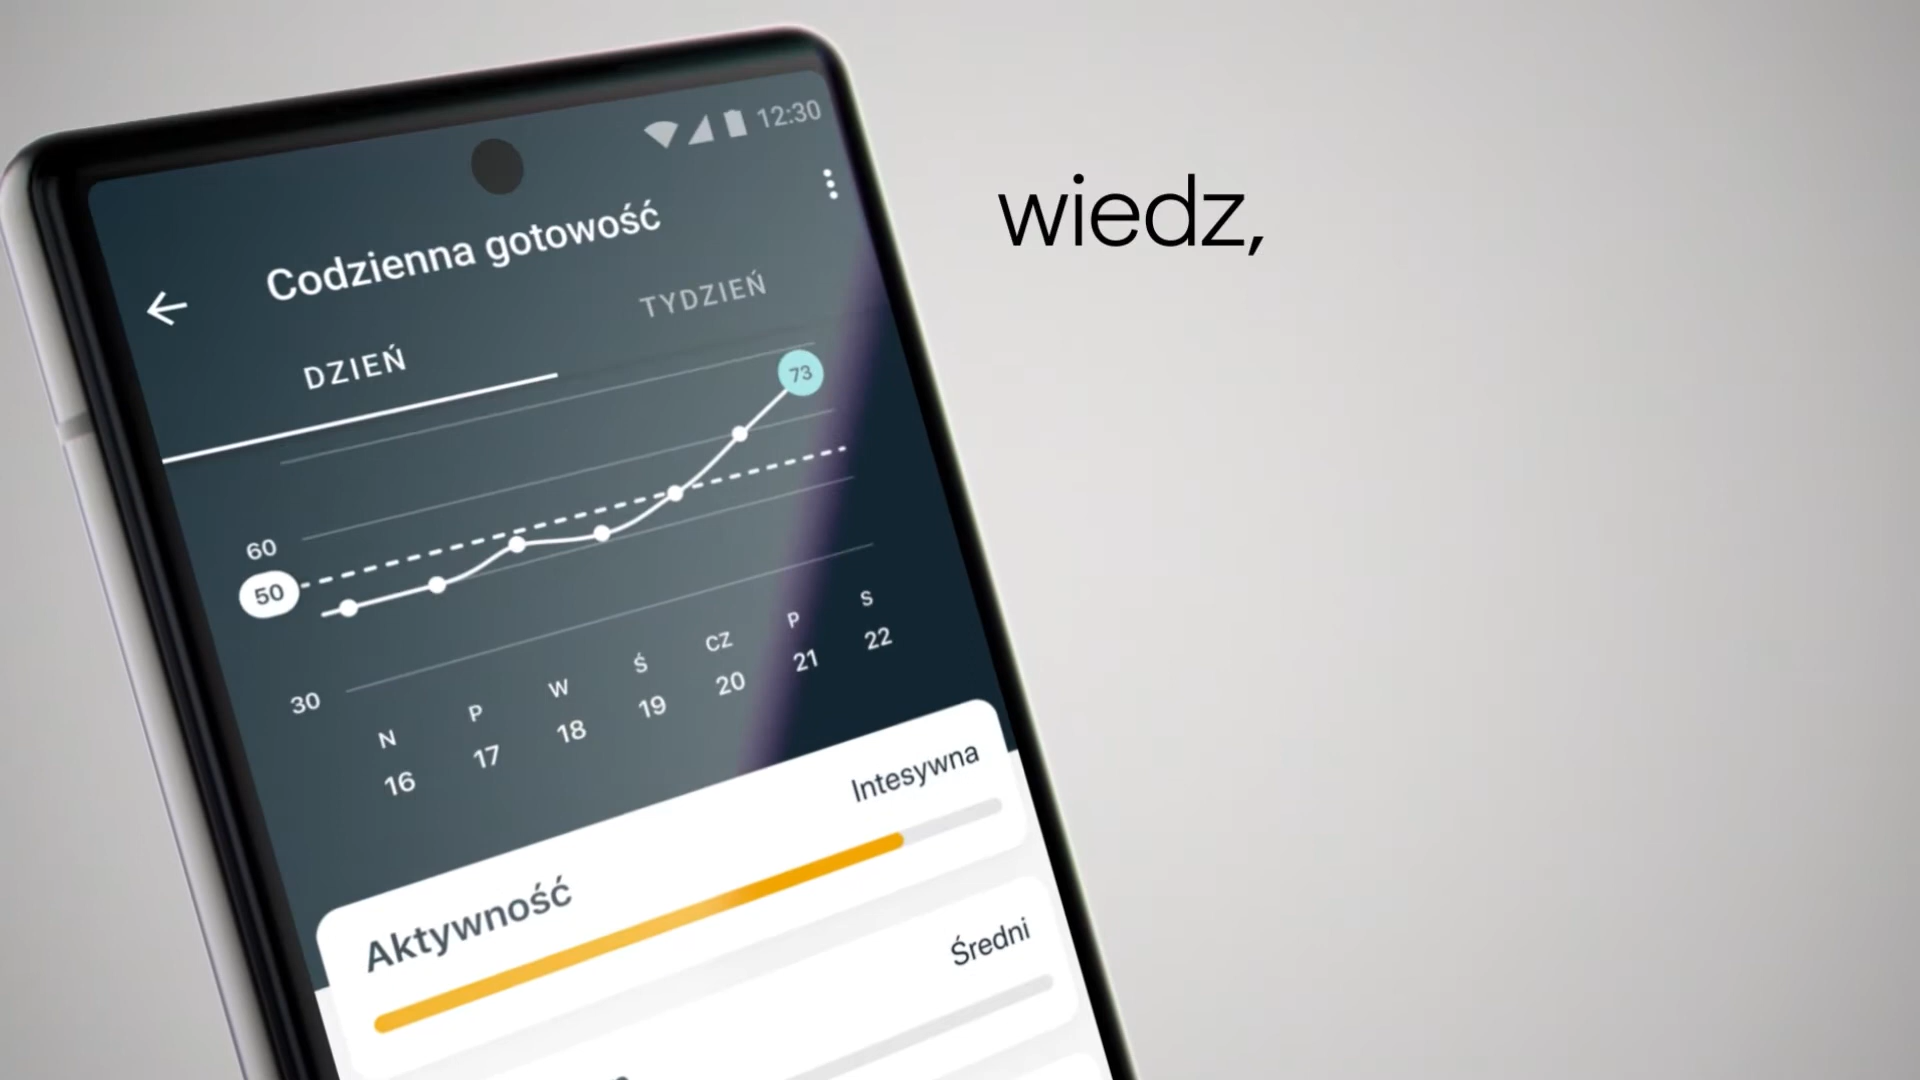 12:30
wiedz,
Codzienna gotowość
DZIEŃ TYDZIEŃ
73
60
50
30
N P W Ś CZ P S
16 17 18 19 20 21 22
Intesywna
Aktywność
Średni